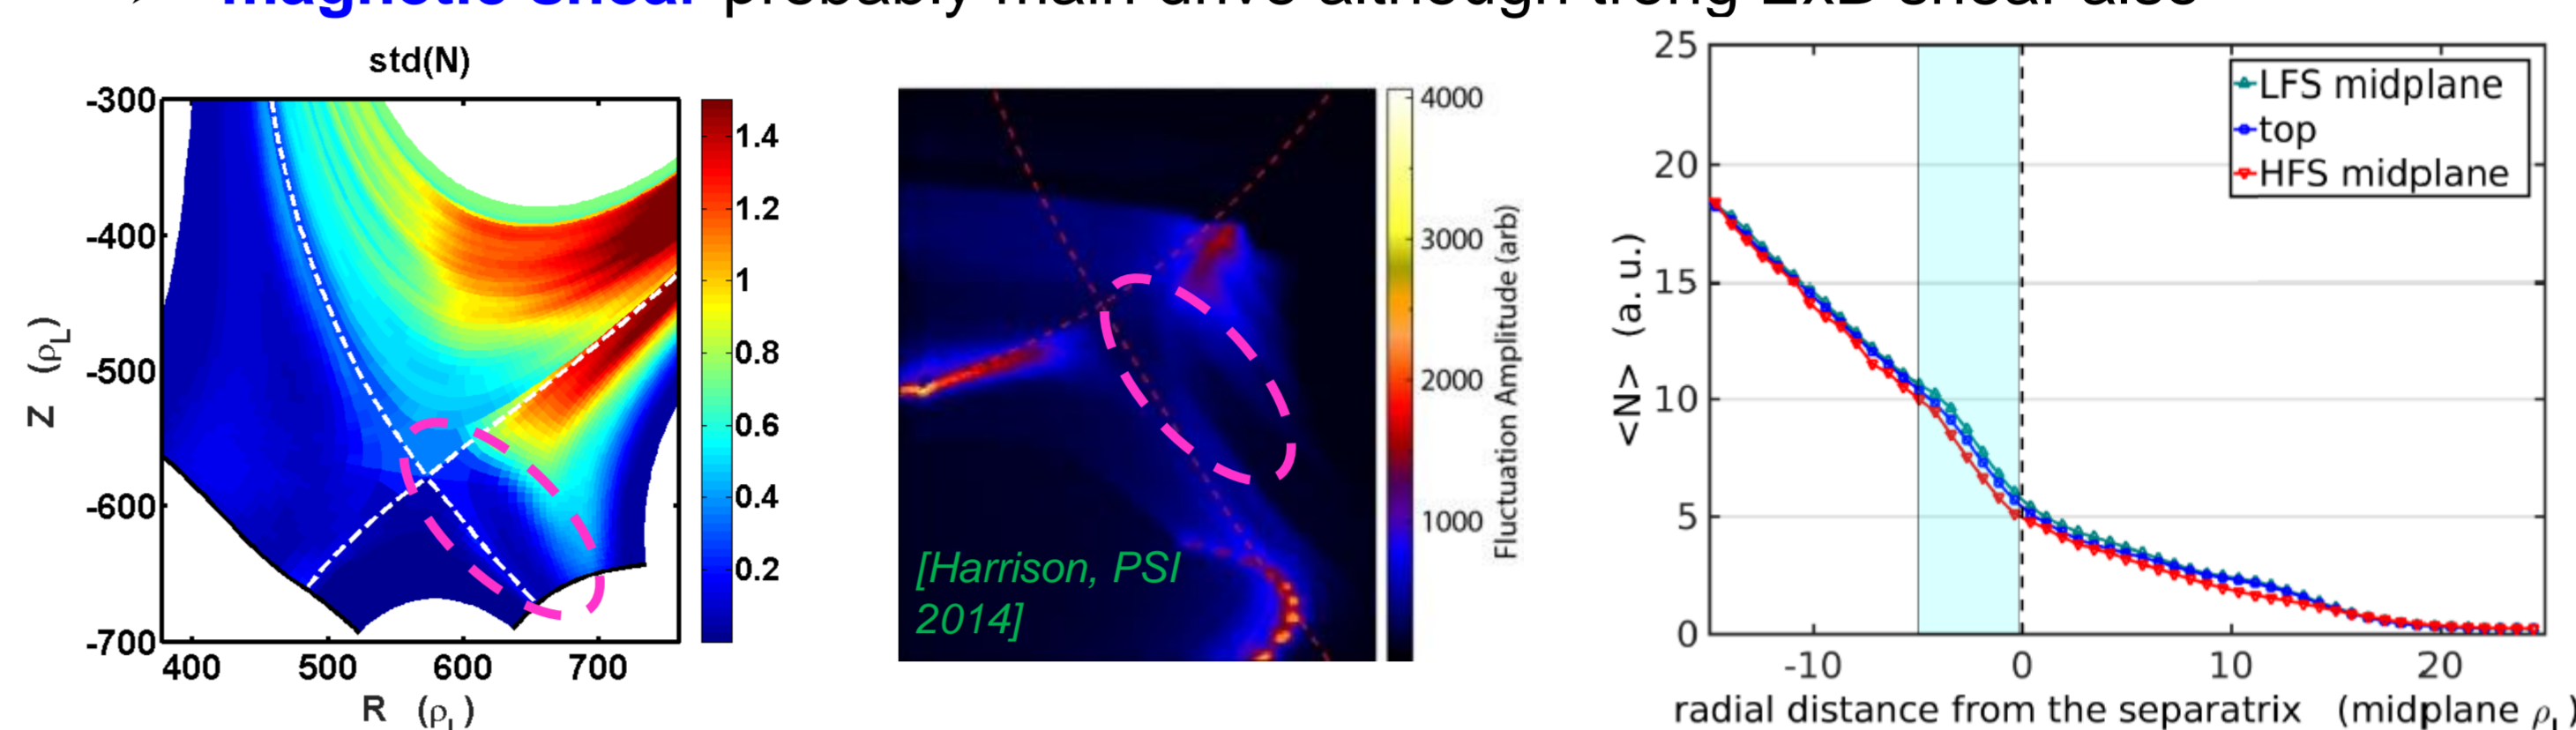 magnetic shear probably main drive although trong ExB shear also
std(N)
-300
-400
-500
-600
-700
Z (ρL)
400 500 600 700
R (ρL)
1.4
1.2
1
0.8
0.6
0.4
0.2
[Harrison, PSI
2014]
4000
3000
2000
1000
Fluctuation Amplitude (arb)
25
20
15
10
5
0
<N> (a. u.)
LFS midplane
top
HFS midplane
-10 0 10 20
radial distance from the separatrix (midplane ρL)